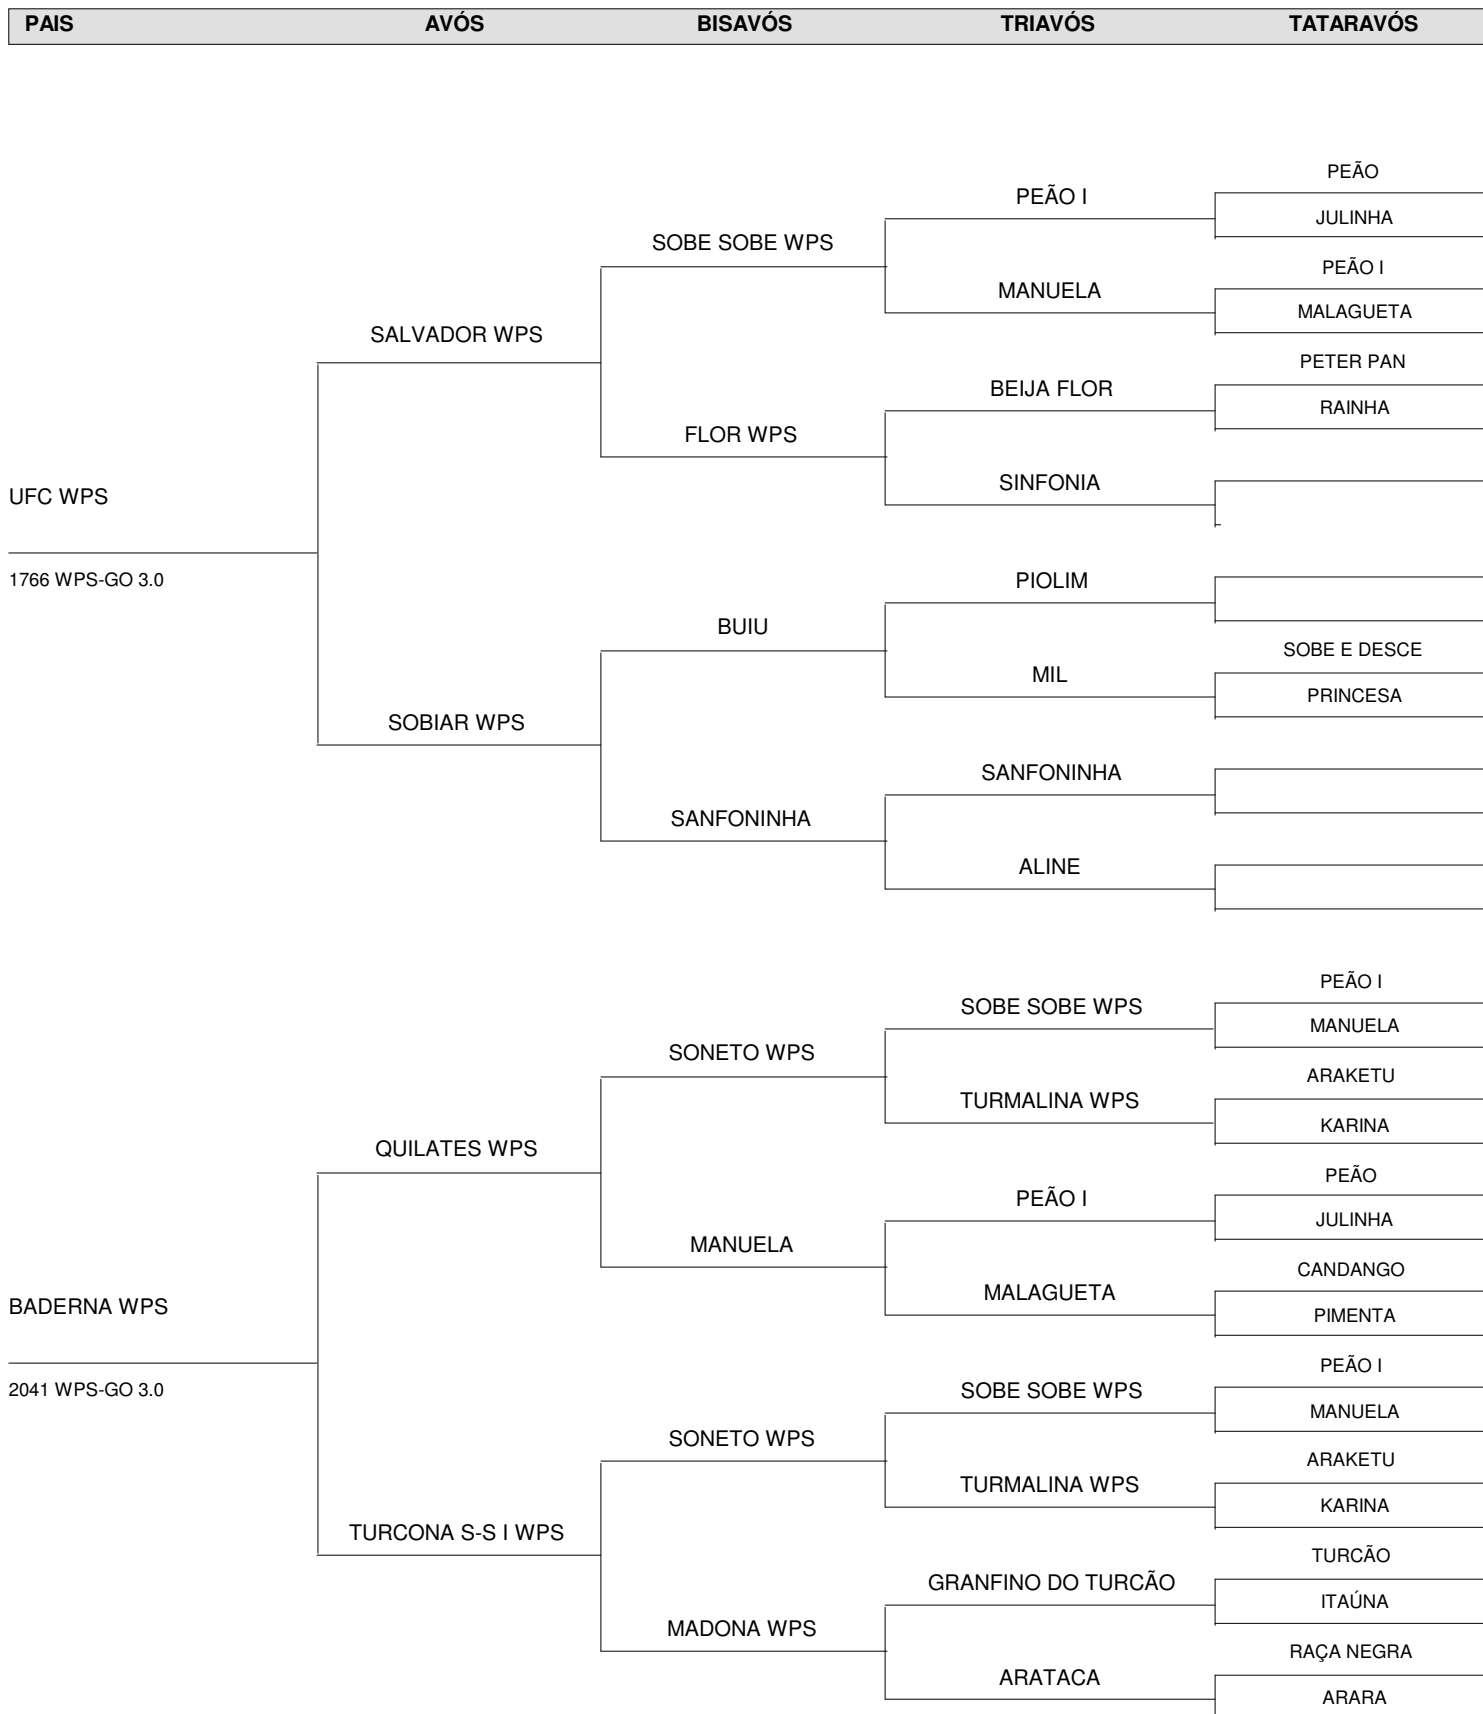 PAIS AVÓS BISAVÓS TRIAVÓS TATARAVÓS
PEÃO
PEÃO I
JULINHA
SOBE SOBE WPS
PEÃO I
MANUELA
MALAGUETA
SALVADOR WPS
PETER PAN
BEIJA FLOR
RAINHA
FLOR WPS
SINFONIA
UFC WPS
1766 WPS-GO 3.0
PIOLIM
BUIU
SOBE E DESCE
MIL
PRINCESA
SOBIAR WPS
SANFONINHA
SANFONINHA
ALINE
PEÃO I
SOBE SOBE WPS
MANUELA
SONETO WPS
ARAKETU
TURMALINA WPS
KARINA
QUILATES WPS
PEÃO
PEÃO I
JULINHA
MANUELA
CANDANGO
MALAGUETA
BADERNA WPS
PIMENTA
PEÃO I
2041 WPS-GO 3.0
SOBE SOBE WPS
MANUELA
SONETO WPS
ARAKETU
TURMALINA WPS
KARINA
TURCONA S-S I WPS
TURCÃO
GRANFINO DO TURCÃO
ITAÚNA
MADONA WPS
RAÇA NEGRA
ARATACA
ARARA